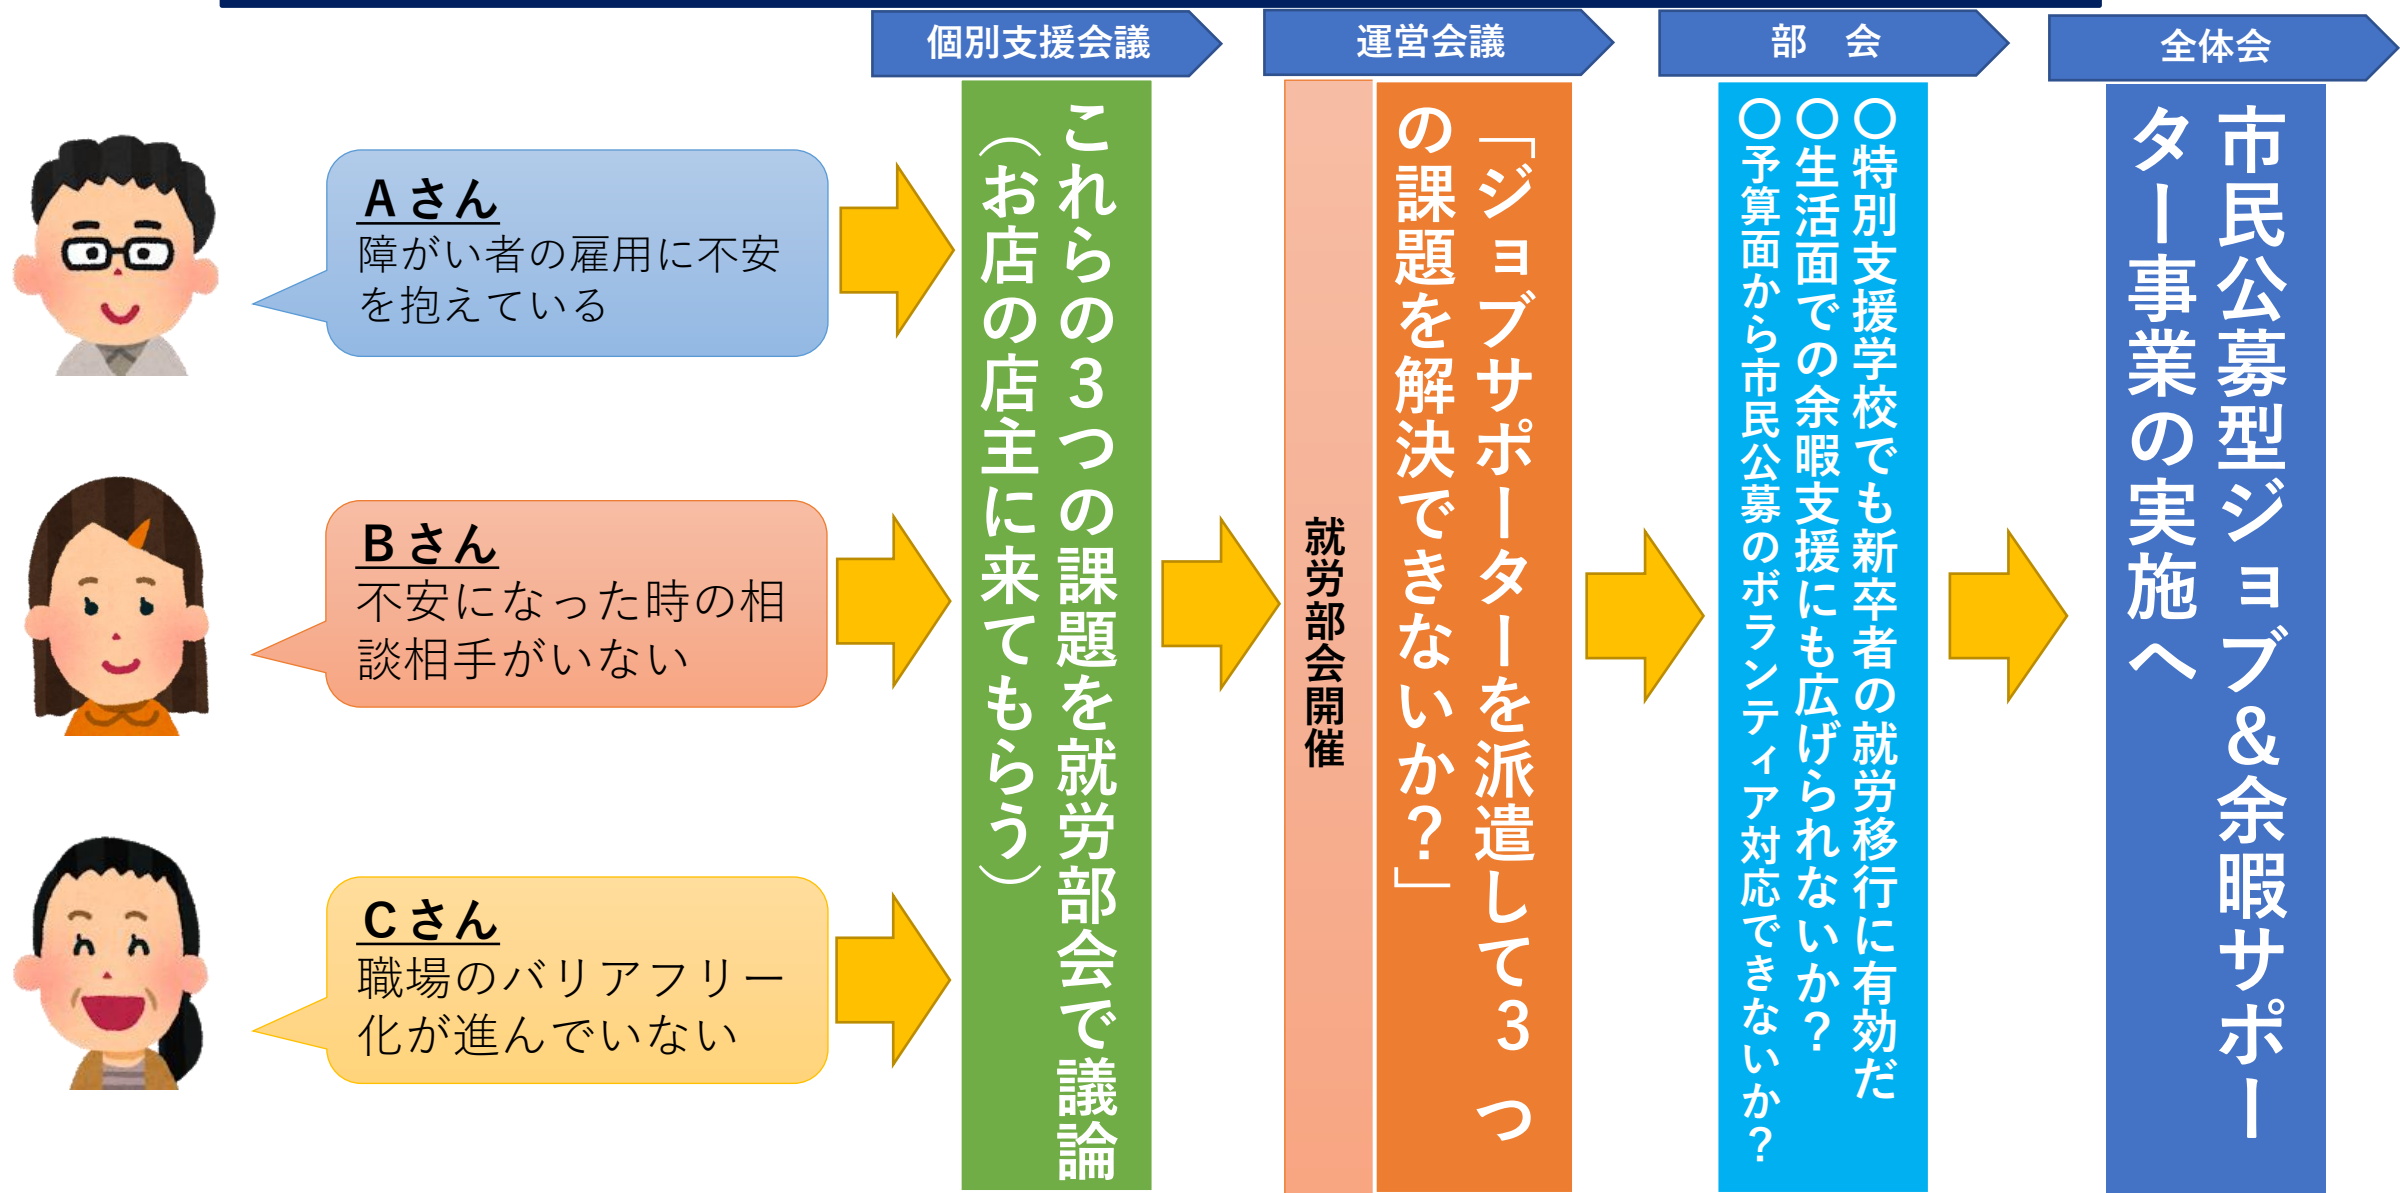 個別支援会議
運営会議
部　会
全体会
Aさん
障がい者の雇用に不安
を抱えている
Bさん
不安になった時の相
談相手がいない
Cさん
職場のバリアフリー
化が進んでいない
これらの3つの課題を就労部会で議論
（お店の店主に来てもらう）
就労部会開催
「ジョブサポーターを派遣して3つ
の課題を解決できないか？」
〇特別支援学校でも新卒者の就労移行に有効だ
〇生活面での余暇支援にも広げられないか？
〇予算面から市民公募のボランティア対応できないか？
市民公募型ジョブ＆余暇サポー
ター事業の実施へ